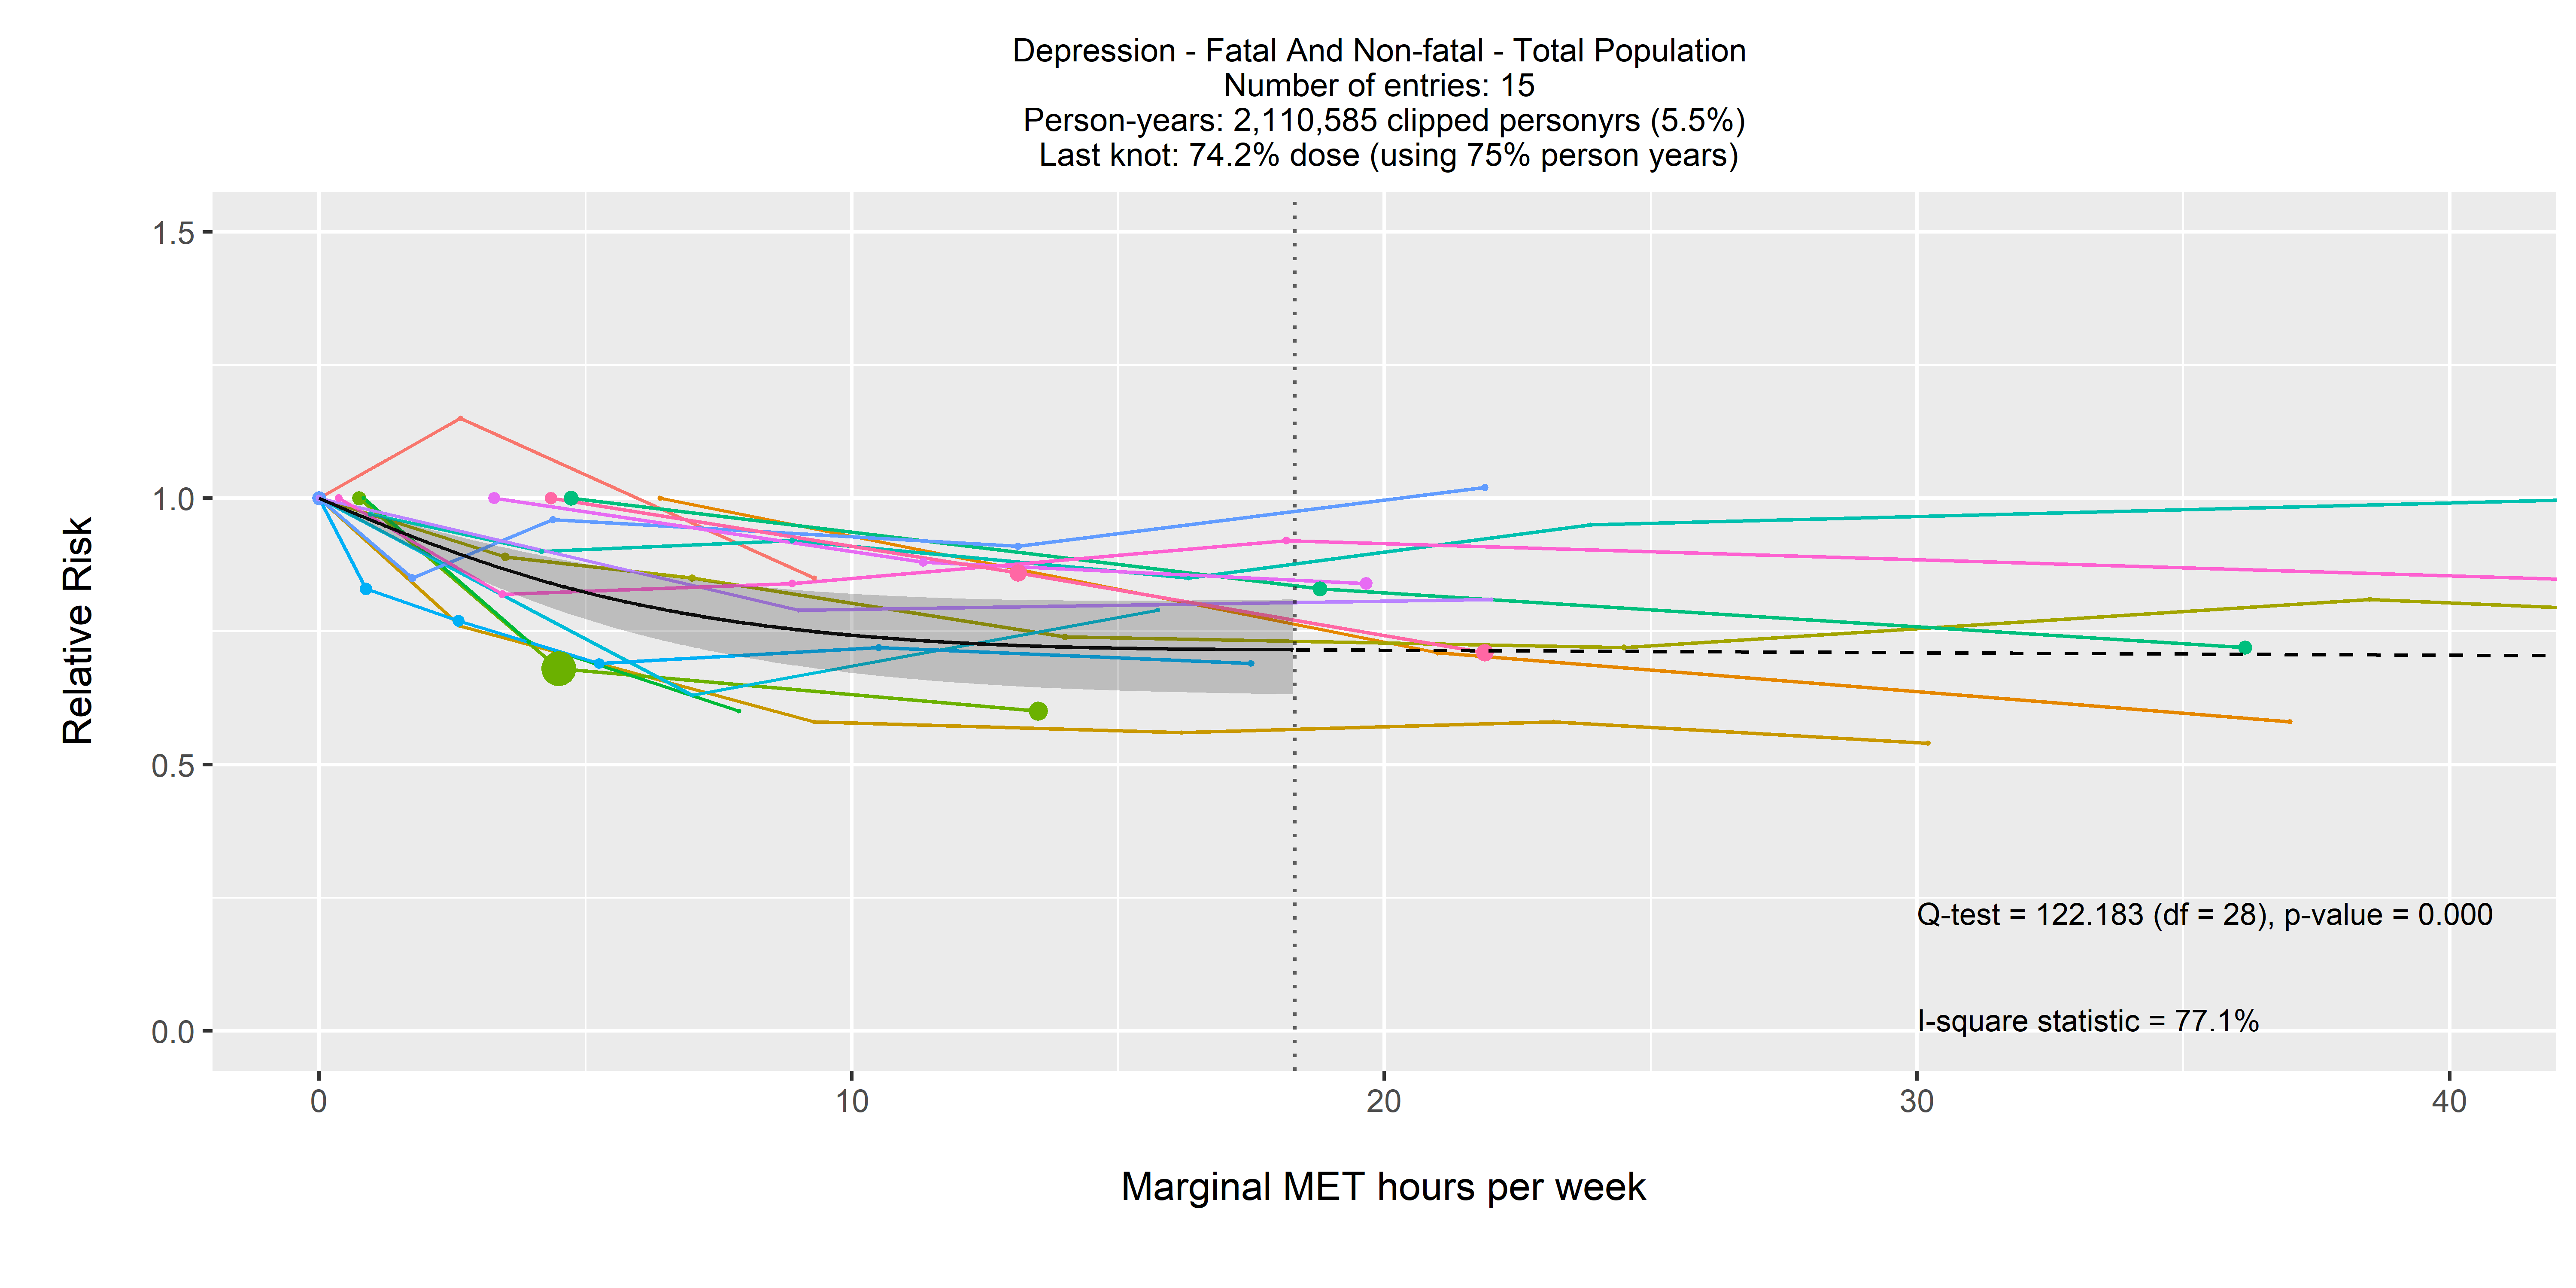 Depression - Fatal And Non-fatal - Total Population
Number of entries: 15
Person-years: 2,110,585 clipped personyrs (5.5%)
Last knot: 74.2% dose (using 75% person years)
1.5
1.0
0.5
0.0
Relative Risk
Q-test = 122.183 (df = 28), p-value = 0.000
I-square statistic = 77.1%
0 10 20 30 40
Marginal MET hours per week